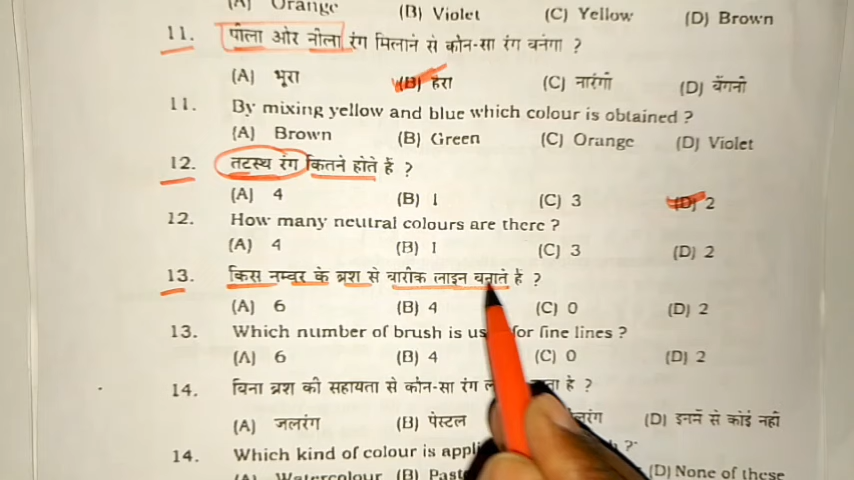 (A) Orange (B) Violet (C) Yellow (D) Brown
11. पीला और नीला रंग मिलाने से कौन-सा रंग बनेगा ?
(A) भूरा (B) हरा (C) नारंगी (D) बैंगनी
11. By mixing yellow and blue which colour is obtained ?
(A) Brown (B) Green (C) Orange (D) Violet
12. तटस्थ रंग कितने होते हैं ?
(A) 4 (B) 1 (C) 3 (D) 2
12. How many neutral colours are there ?
(A) 4 (B) 1 (C) 3 (D) 2
13. किस नम्बर के ब्रश से बारीक लाइन बनाते हैं ?
(A) 6 (B) 4 (C) 0 (D) 2
13. Which number of brush is us for fine lines ?
(A) 6 (B) 4 (C) 0 (D) 2
14. बिना ब्रश की सहायता से कौन-सा रंग है ?
(A) जलरंग (B) पेस्टल (D) इनमें से कोई नहीं
14. Which kind of colour is appli ?
(A) Watercolour (B) Past (D) None of these